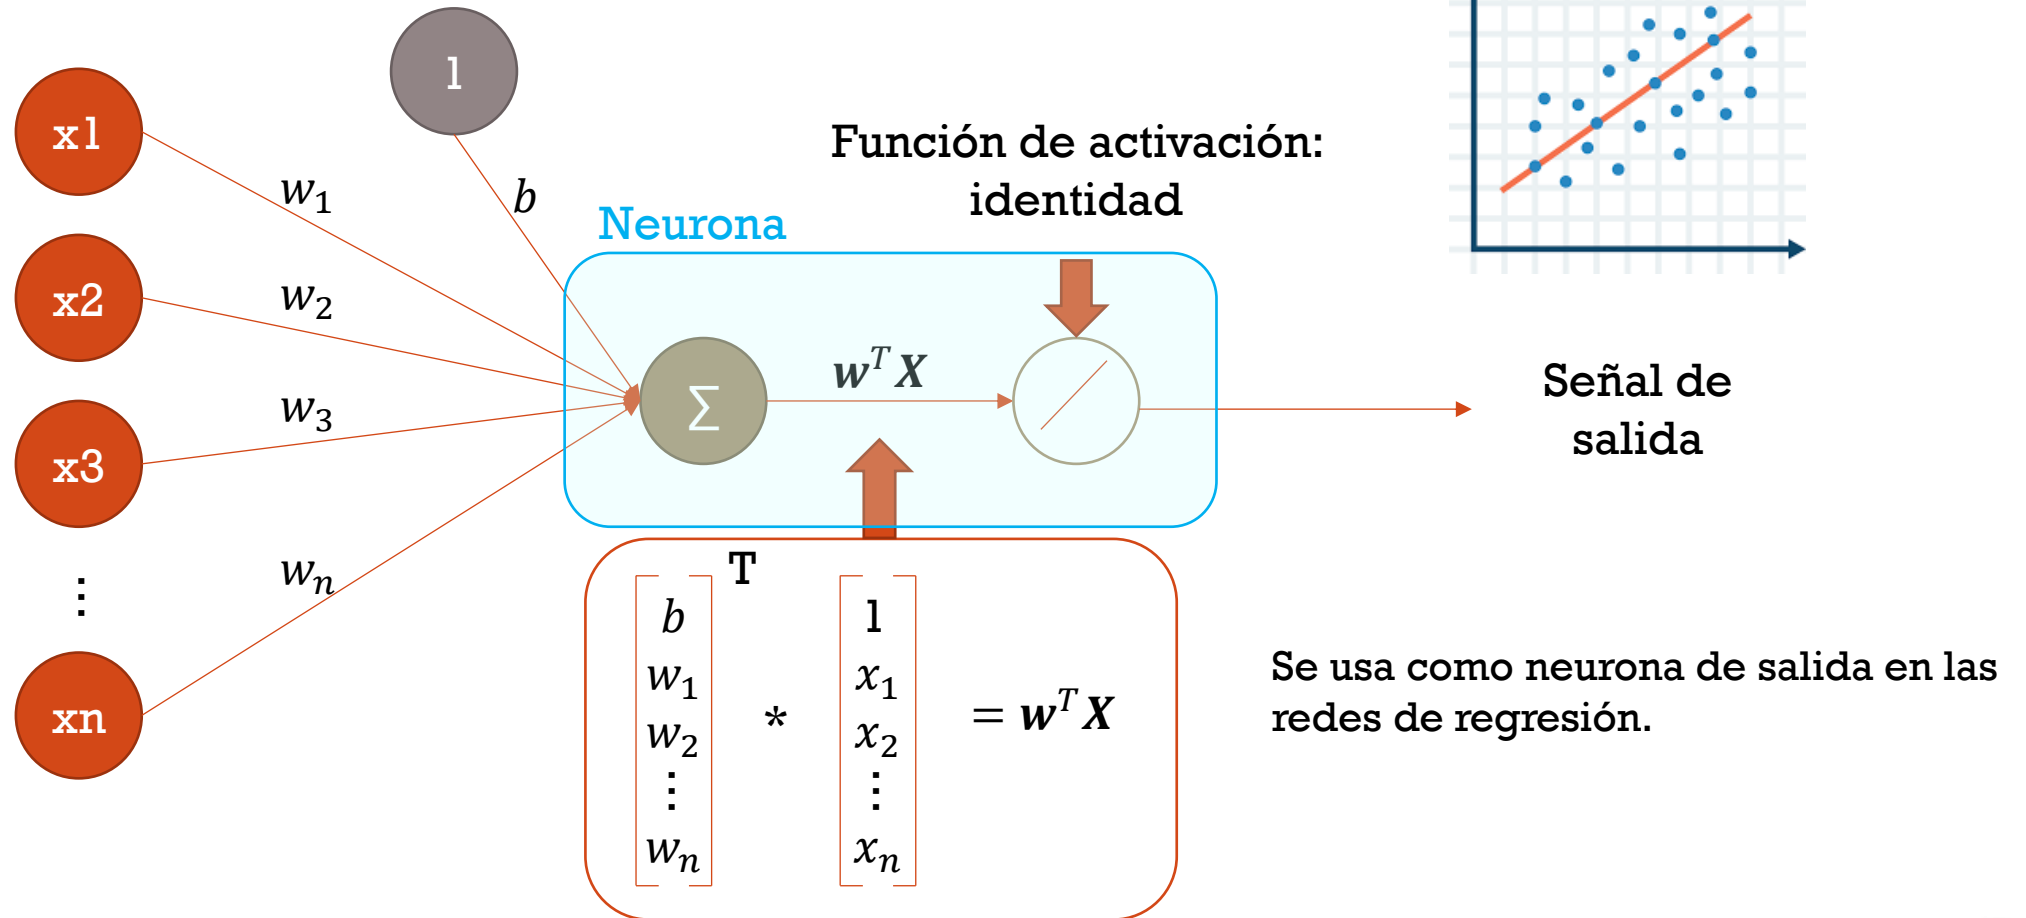 1
x1
x2
x3
⋮
xn
w₁
w₂
w₃
wₙ
b
Función de activación:
identidad
Neurona
∑
wᵀX
Señal de
salida
T
b
w₁
w₂
⋮
wₙ
*
1
x₁
x₂
⋮
xₙ
= wᵀX
Se usa como neurona de salida en las
redes de regresión.